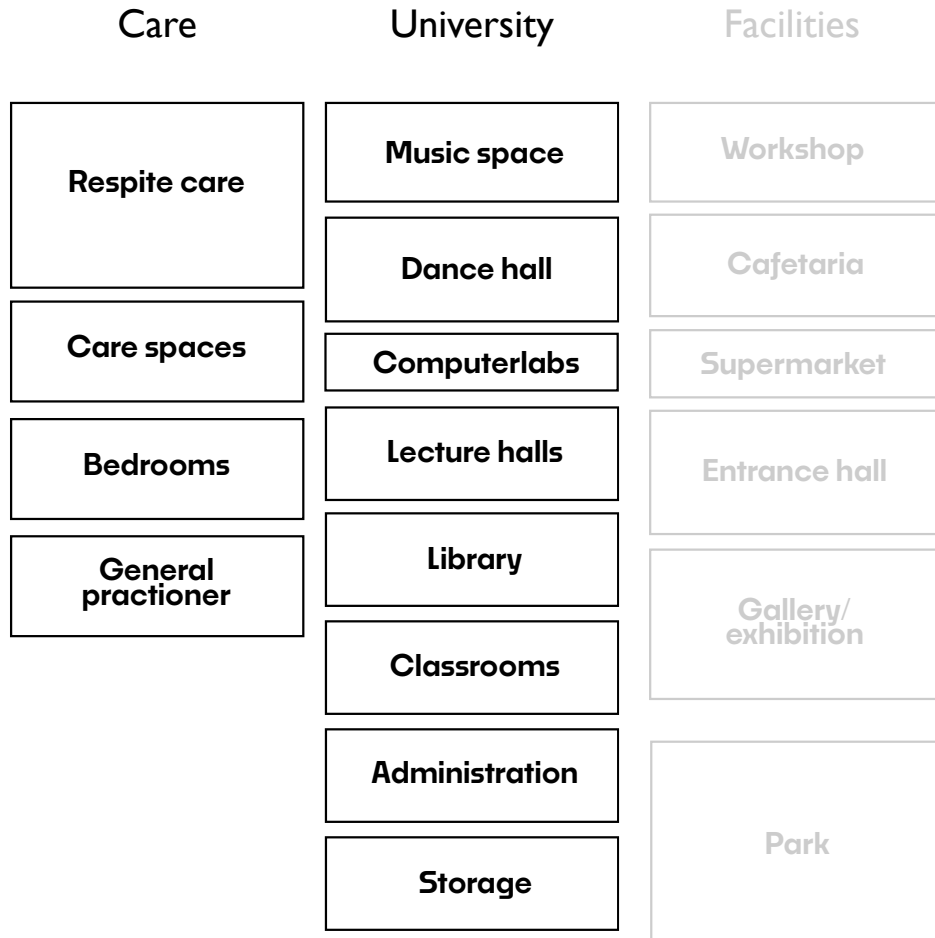 Care
University
Facilities
Respite care
Care spaces
Bedrooms
General
practioner
Music space
Dance hall
Computerlabs
Lecture halls
Library
Classrooms
Administration
Storage
Workshop
Cafetaria
Supermarket
Entrance hall
Gallery/
exhibition
Park